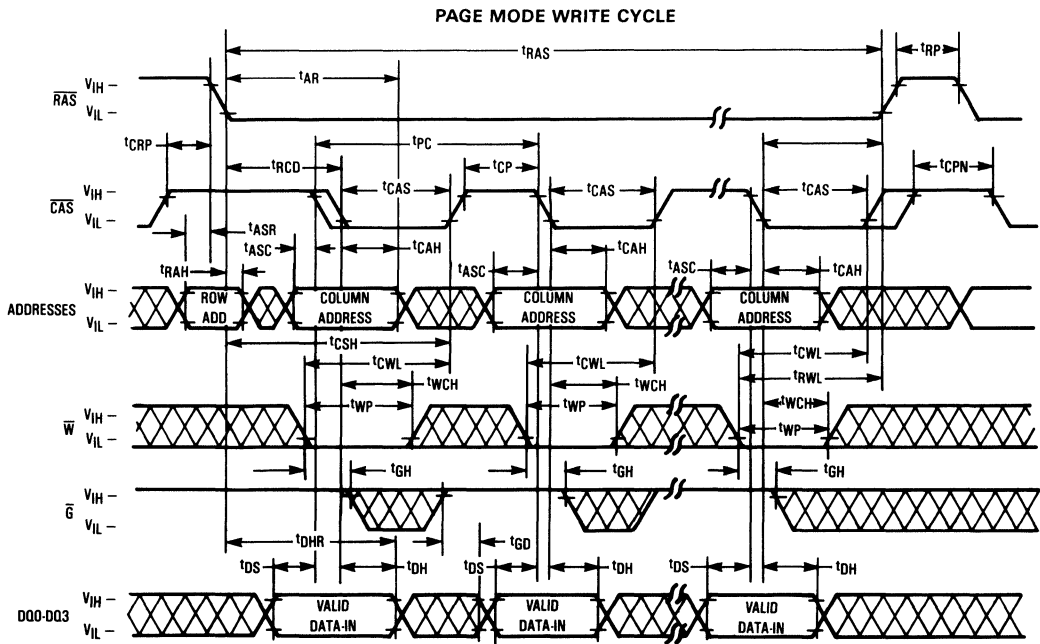 PAGE MODE WRITE CYCLE
tRAS
tRP
tAR
RAS
VIH –
VIL –
tCRP
tRCD
tPC
tCP
tCPN
CAS
VIH –
VIL –
tCAS
tCAS
tCAS
tASR
tASC
tCAH
tCAH
tRAH
tASC
tASC
tCAH
ADDRESSES
VIH –
VIL –
ROW
ADD
COLUMN
ADDRESS
COLUMN
ADDRESS
COLUMN
ADDRESS
tCSH
tCWL
tCWL
tCWL
tRWL
tWCH
tWCH
tWCH
tWP
tWP
tWP
W
VIH –
VIL –
tGH
tGH
tGH
G
VIH –
VIL –
tDHR
tGD
tDS
tDH
tDS
tDH
tDS
tDH
DQ0-DQ3
VIH –
VIL –
VALID
DATA-IN
VALID
DATA-IN
VALID
DATA-IN